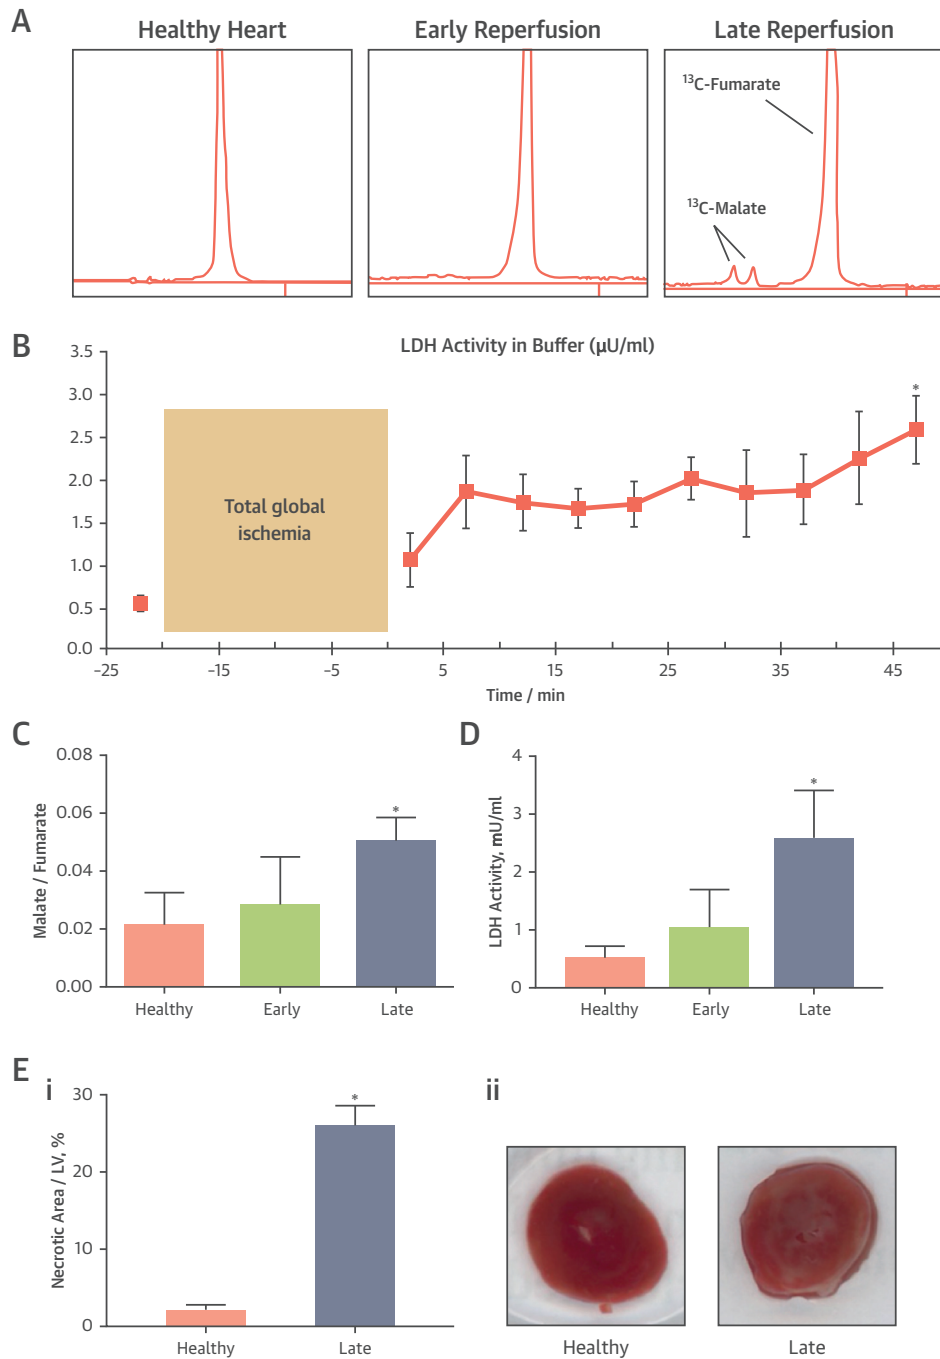 A
Healthy Heart
Early Reperfusion
Late Reperfusion
¹³C-Fumarate
¹³C-Malate
B
LDH Activity in Buffer (μU/ml)
3.5
3.0
2.5
2.0
1.5
1.0
0.5
0.0
*
Total global
ischemia
-25
-15
-5
5
15
25
35
45
Time / min
C
Malate / Fumarate
0.08
0.06
0.04
0.02
0.00
*
Healthy
Early
Late
D
LDH Activity, mU/ml
4
3
2
1
0
*
Healthy
Early
Late
E
i
Necrotic Area / LV, %
30
20
10
0
*
Healthy
Late
ii
Healthy
Late